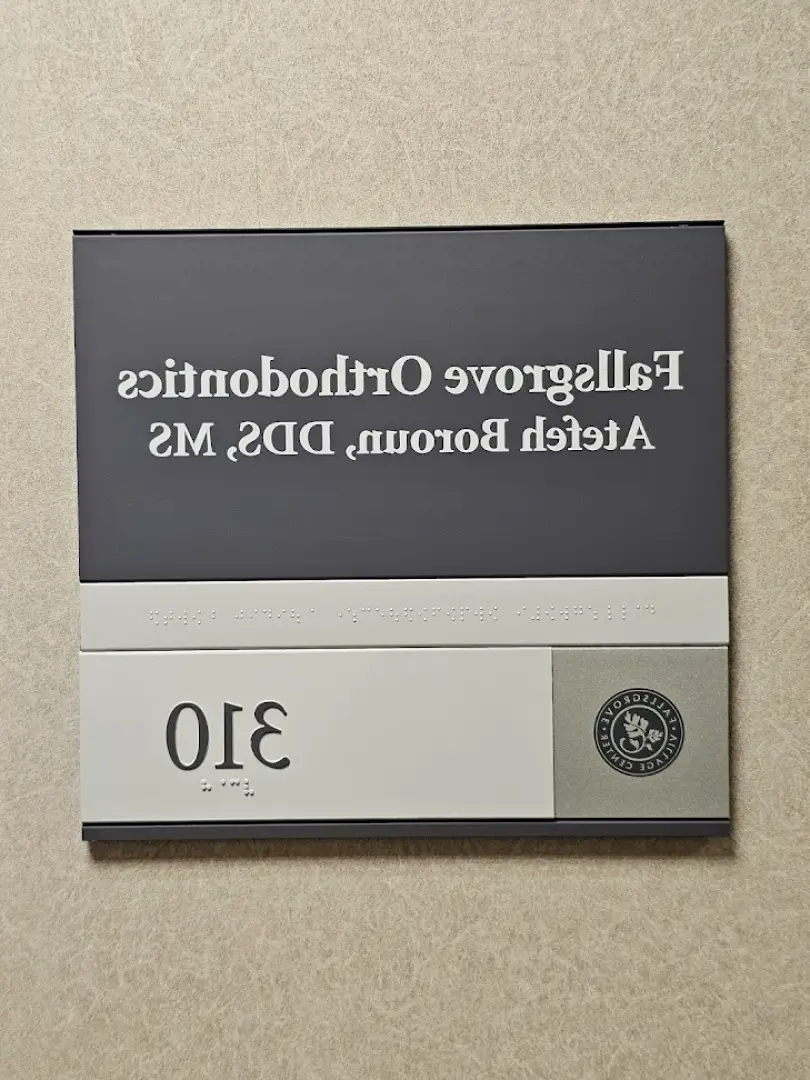 Fallsgrove Orthodontics
Atefeh Boroun, DDS, MS
310
FALLSGROVE
VILLAGE CENTER